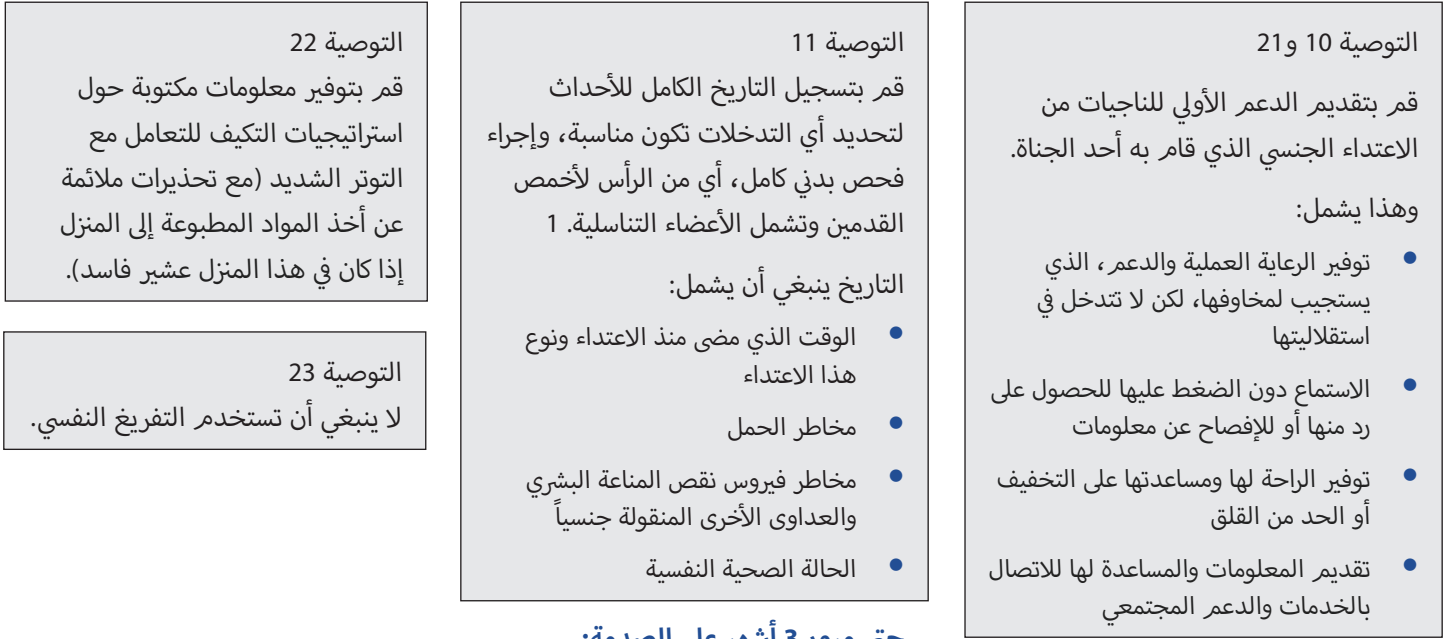 التوصية 10 و21
قم بتقديم الدعم الأولي للناجيات من
الاعتداء الجنسي الذي قام به أحد الجناة.
وهذا يشمل:
• توفير الرعاية العملية والدعم، الذي
يستجيب لمخاوفها، لكن لا تتدخل في
استقلاليتها
• الاستماع دون الضغط عليها للحصول على
رد منها أو للإفصاح عن معلومات
• توفير الراحة لها ومساعدتها على التخفيف
أو الحد من القلق
• تقديم المعلومات والمساعدة لها للاتصال
بالخدمات والدعم المجتمعي
التوصية 11
قم بتسجيل التاريخ الكامل للأحداث
لتحديد أي التدخلات تكون مناسبة، وإجراء
فحص بدني كامل، أي من الرأس لأخمص
القدمين وتشمل الأعضاء التناسلية. 1
التاريخ ينبغي أن يشمل:
• الوقت الذي مضى منذ الاعتداء ونوع
هذا الاعتداء
• مخاطر الحمل
• مخاطر فيروس نقص المناعة البشري
والعداوى الأخرى المنقولة جنسياً
• الحالة الصحية النفسية
حتى مرور 3 أشهر على الصدمة:
التوصية 22
قم بتوفير معلومات مكتوبة حول
استراتيجيات التكيف للتعامل مع
التوتر الشديد (مع تحذيرات ملائمة
عن أخذ المواد المطبوعة إلى المنزل
إذا كان في هذا المنزل عشير فاسد).
التوصية 23
لا ينبغي أن تستخدم التفريغ النفسي.